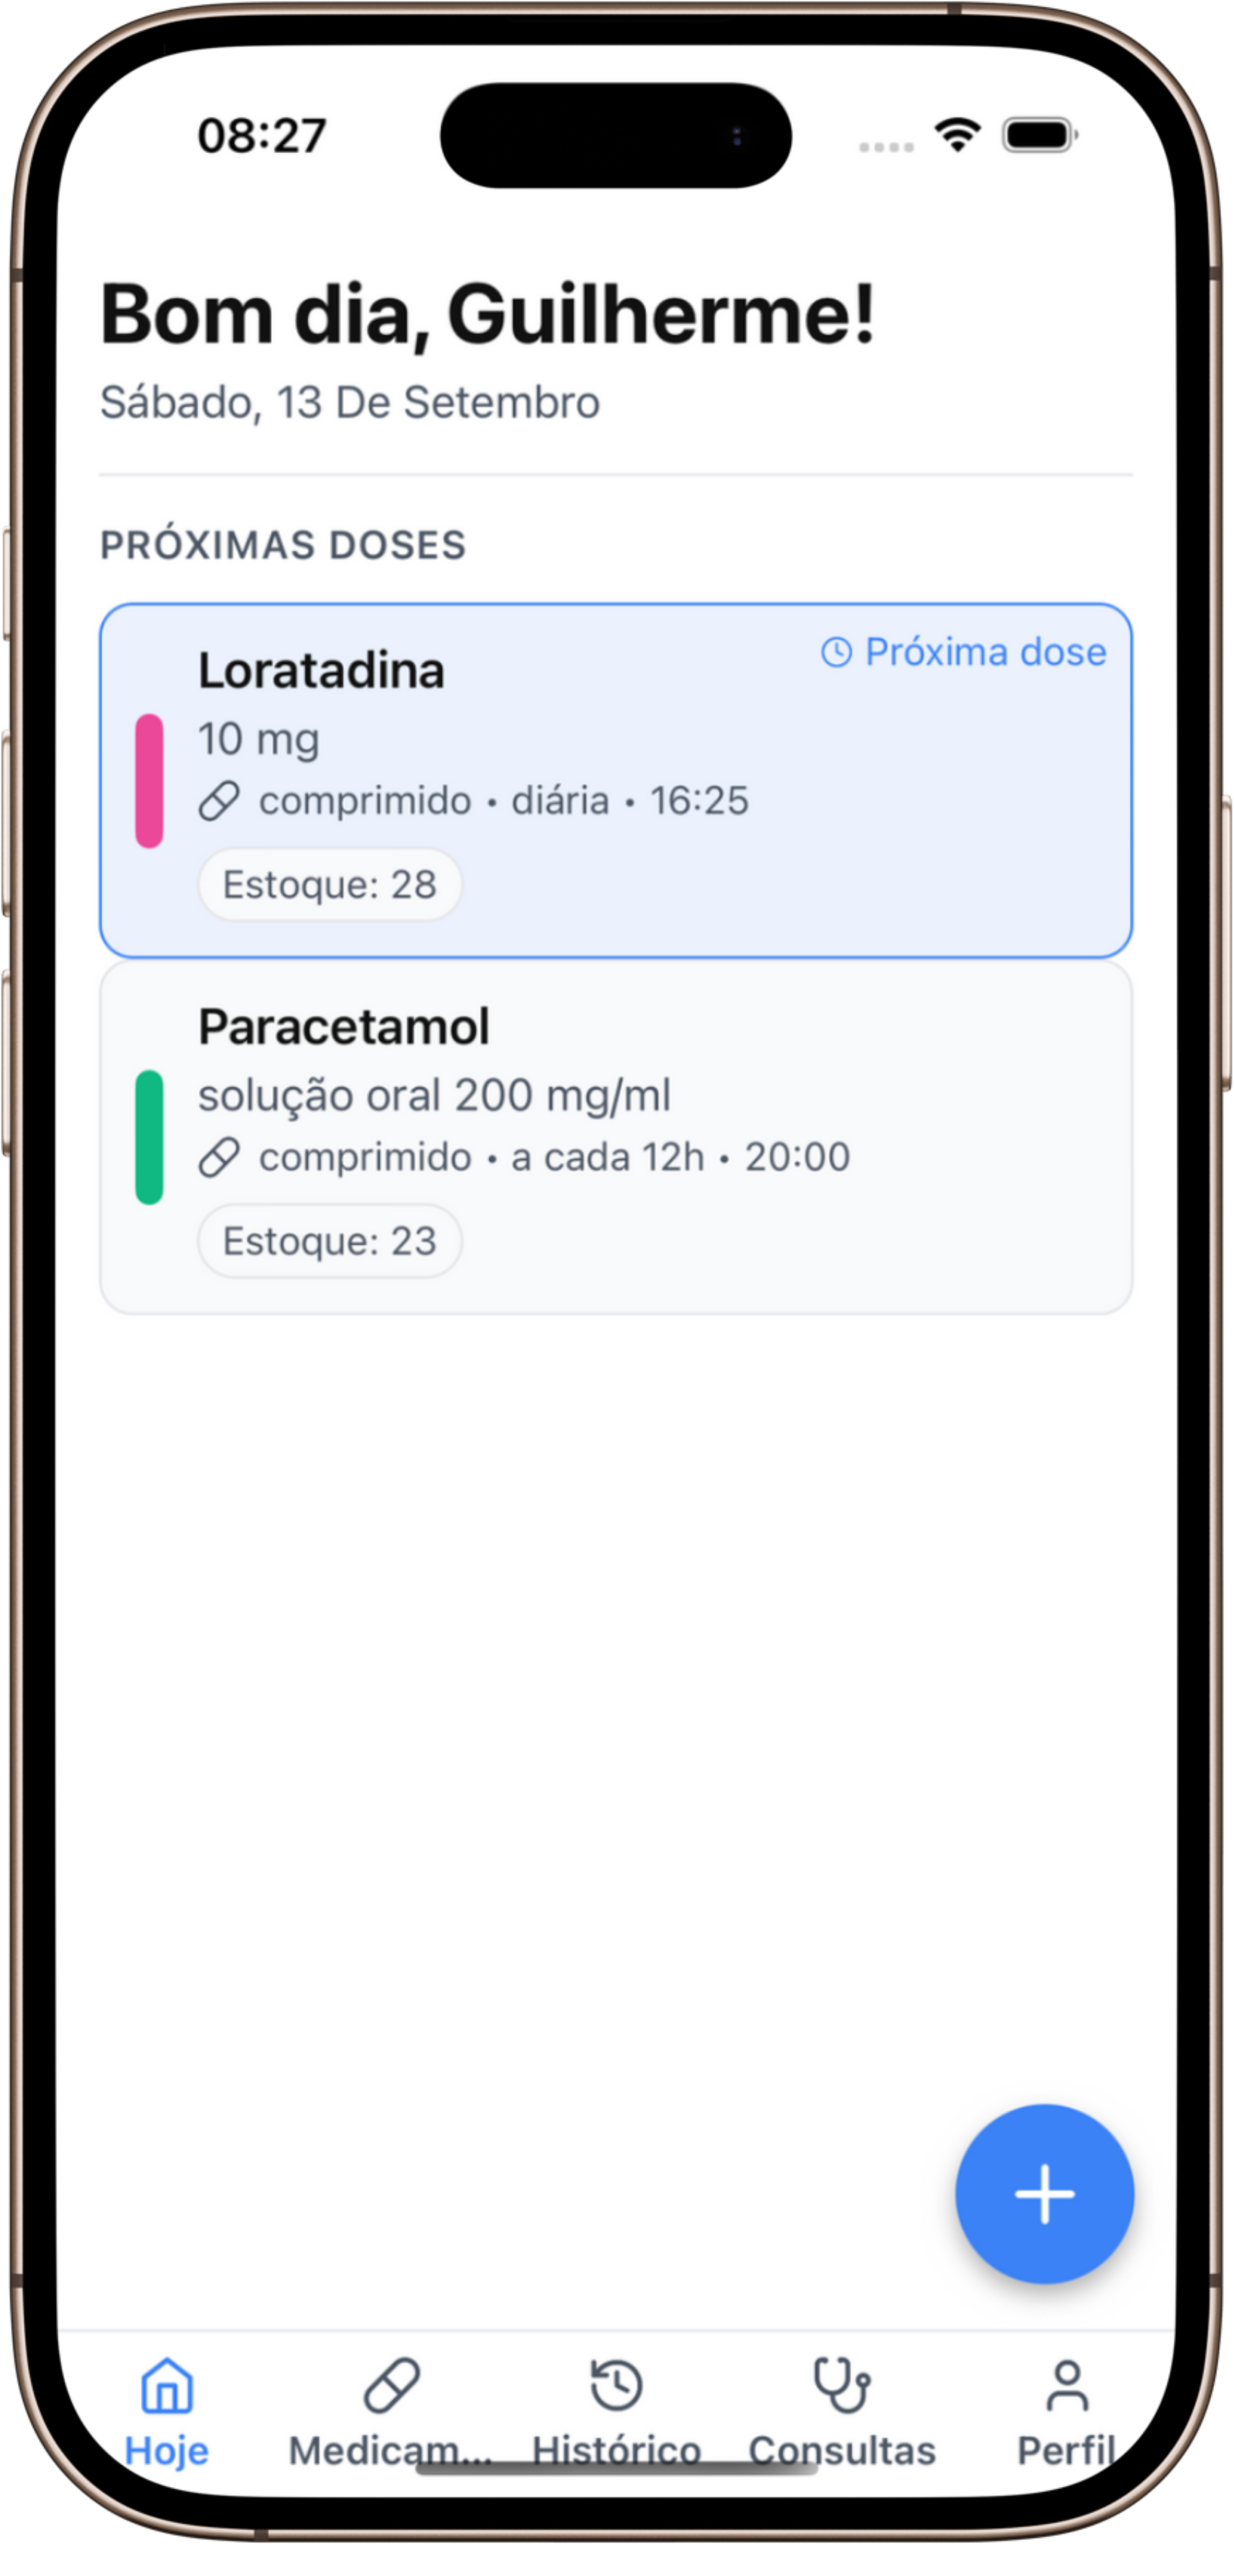 08:27
Bom dia, Guilherme!
Sábado, 13 De Setembro
PRÓXIMAS DOSES
Loratadina
Próxima dose
10 mg
comprimido • diária • 16:25
Estoque: 28
Paracetamol
solução oral 200 mg/ml
comprimido • a cada 12h • 20:00
Estoque: 23
Hoje
Medicam...
Histórico
Consultas
Perfil